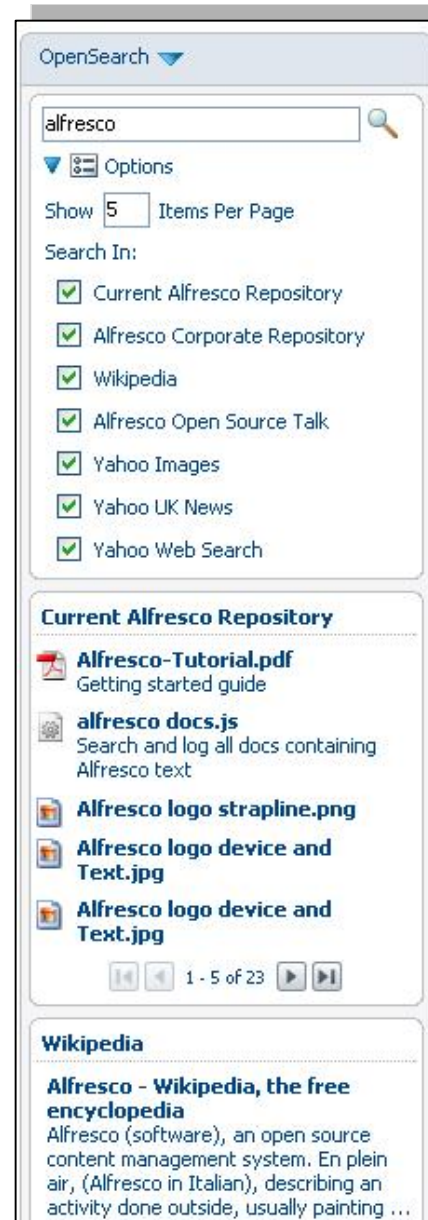 OpenSearch
alfresco
Options
Show 5 Items Per Page
Search In:
Current Alfresco Repository
Alfresco Corporate Repository
Wikipedia
Alfresco Open Source Talk
Yahoo Images
Yahoo UK News
Yahoo Web Search
Current Alfresco Repository
Alfresco-Tutorial.pdf
Getting started guide
alfresco docs.js
Search and log all docs containing
Alfresco text
Alfresco logo strapline.png
Alfresco logo device and
Text.jpg
Alfresco logo device and
Text.jpg
1 - 5 of 23
Wikipedia
Alfresco - Wikipedia, the free
encyclopedia
Alfresco (software), an open source
content management system. En plein
air, (Alfresco in Italian), describing an
activity done outside, usually painting ...